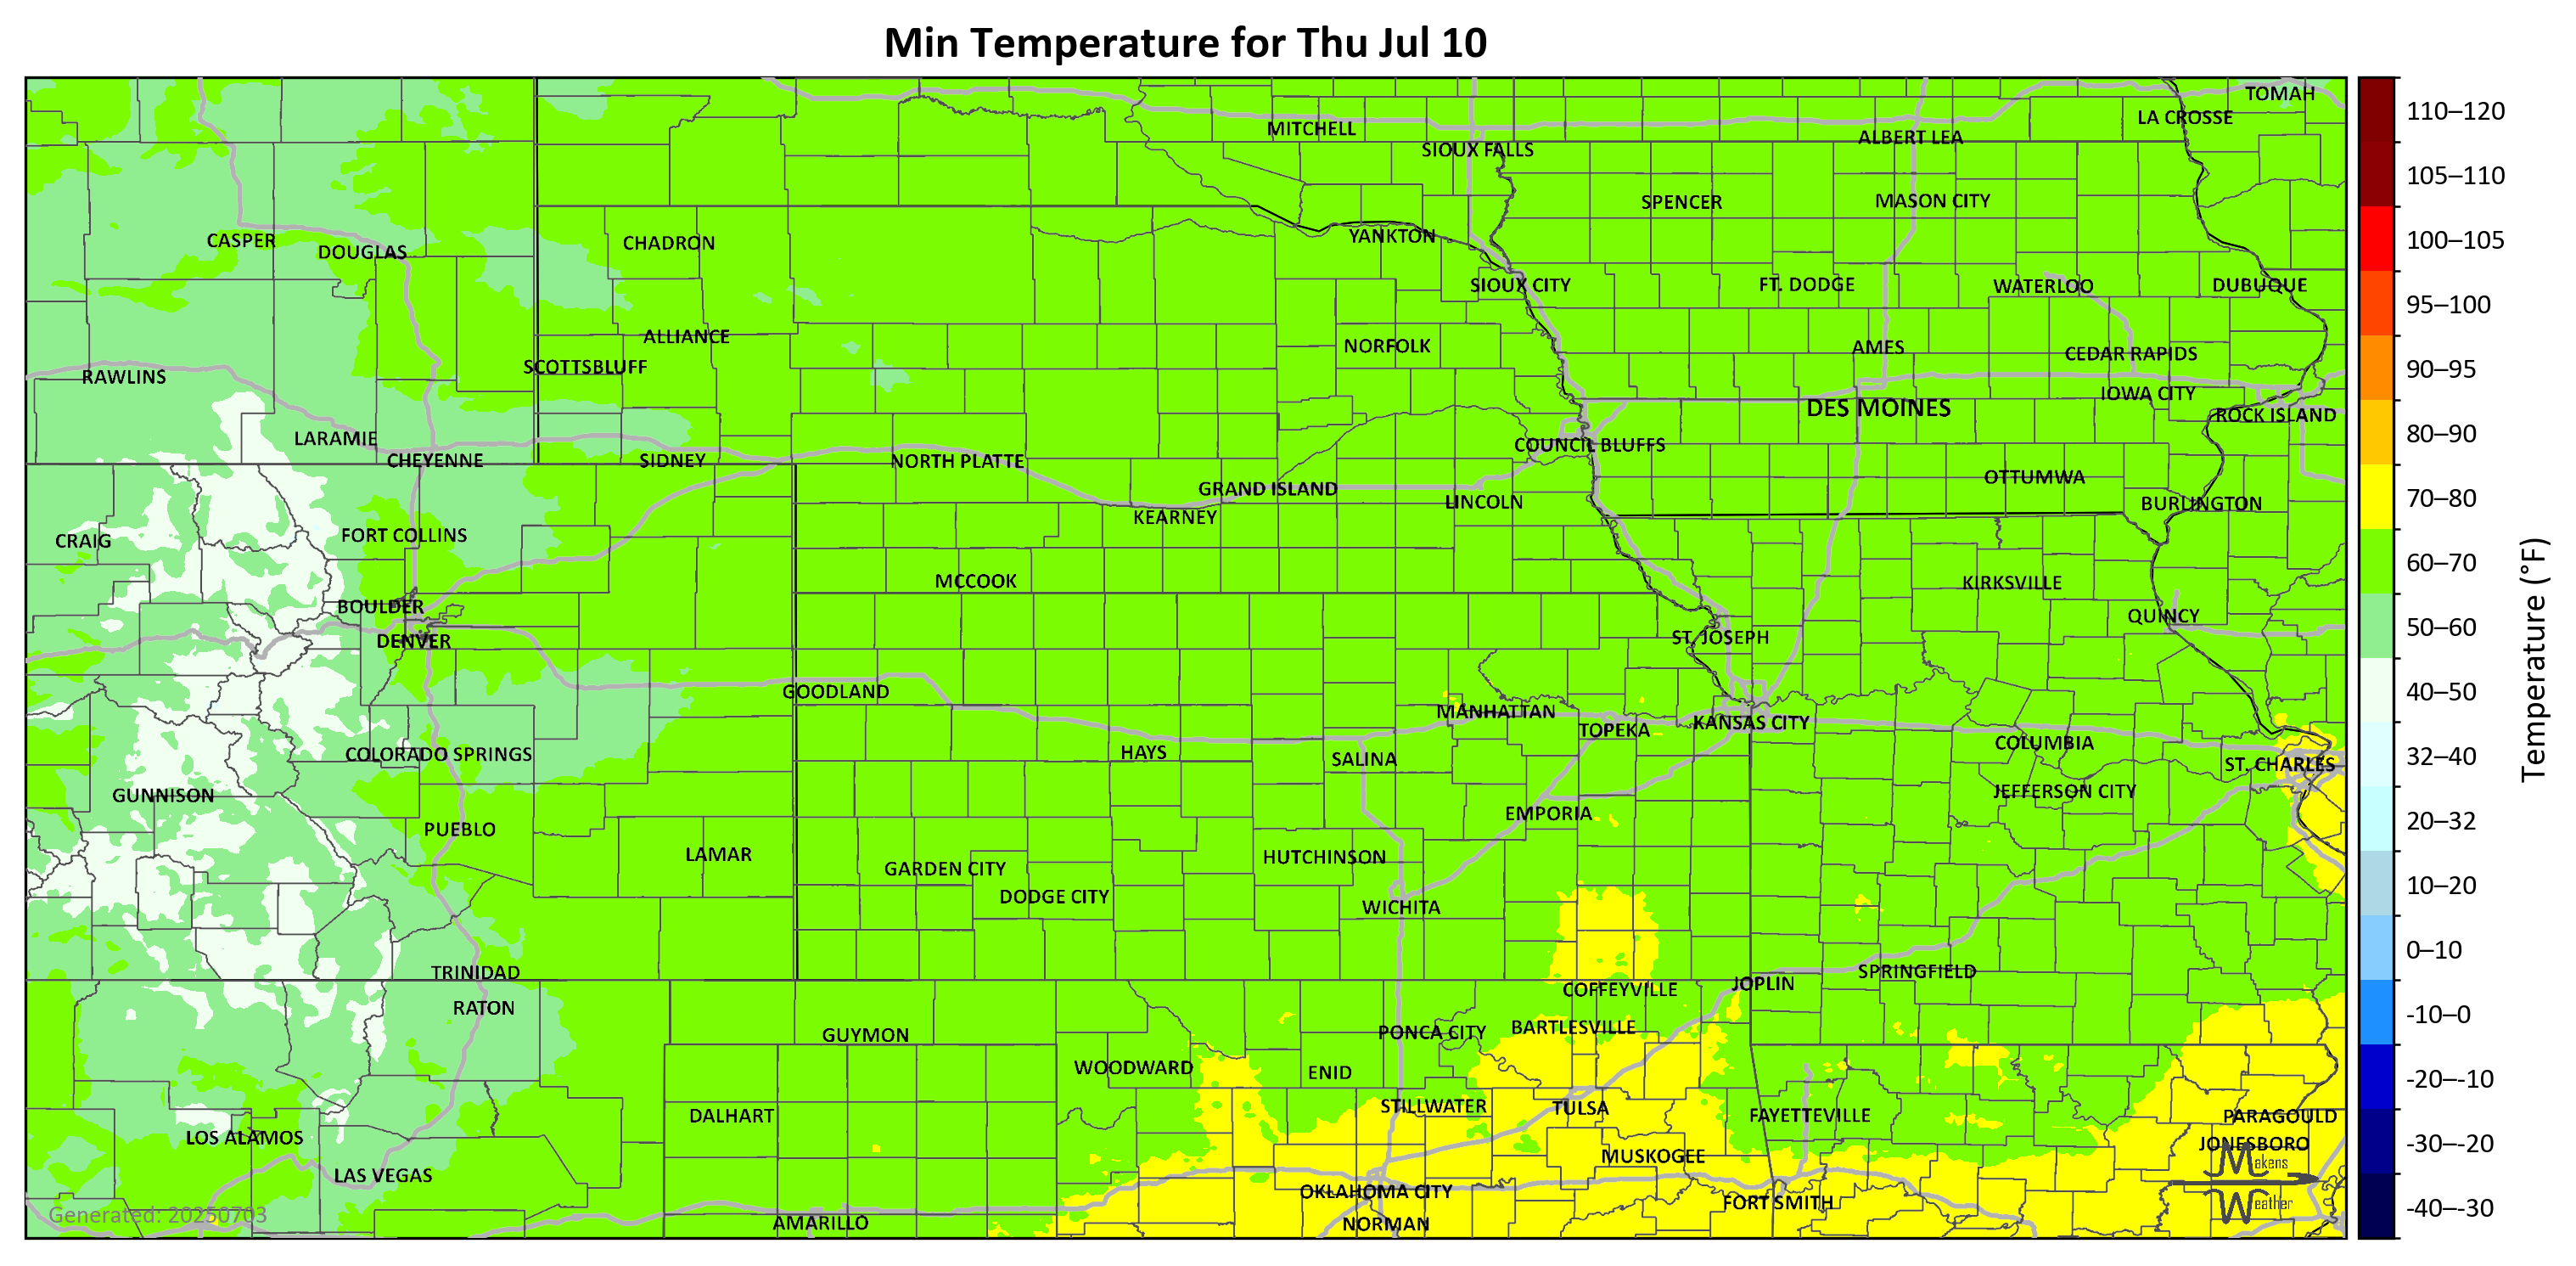 Min Temperature for Thu Jul 10
TOMAH
LA CROSSE
MITCHELL
ALBERT LEA
SIOUX FALLS
SPENCER
MASON CITY
CASPER
DOUGLAS
CHADRON
YANKTON
SIOUX CITY
FT. DODGE
WATERLOO
DUBUQUE
ALLIANCE
NORFOLK
AMES
CEDAR RAPIDS
SCOTTSBLUFF
RAWLINS
IOWA CITY
DES MOINES
ROCK ISLAND
LARAMIE
COUNCIL BLUFFS
CHEYENNE
SIDNEY
NORTH PLATTE
OTTUMWA
GRAND ISLAND
LINCOLN
BURLINGTON
KEARNEY
FORT COLLINS
CRAIG
MCCOOK
KIRKSVILLE
BOULDER
QUINCY
DENVER
ST. JOSEPH
GOODLAND
MANHATTAN
KANSAS CITY
TOPEKA
COLUMBIA
COLORADO SPRINGS
HAYS
SALINA
ST. CHARLES
GUNNISON
JEFFERSON CITY
EMPORIA
PUEBLO
LAMAR
HUTCHINSON
GARDEN CITY
DODGE CITY
WICHITA
TRINIDAD
SPRINGFIELD
JOPLIN
COFFEYVILLE
RATON
GUYMON
PONCA CITY
BARTLESVILLE
WOODWARD
ENID
STILLWATER
TULSA
DALHART
FAYETTEVILLE
PARAGOULD
LOS ALAMOS
JONESBORO
MUSKOGEE
LAS VEGAS
OKLAHOMA CITY
FORT SMITH
AMARILLO
NORMAN
Makens
Weather
Generated: 20250703
110–120
105–110
100–105
95–100
90–95
80–90
70–80
60–70
50–60
40–50
32–40
20–32
10–20
0–10
-10–0
-20–-10
-30–-20
-40–-30
Temperature (°F)